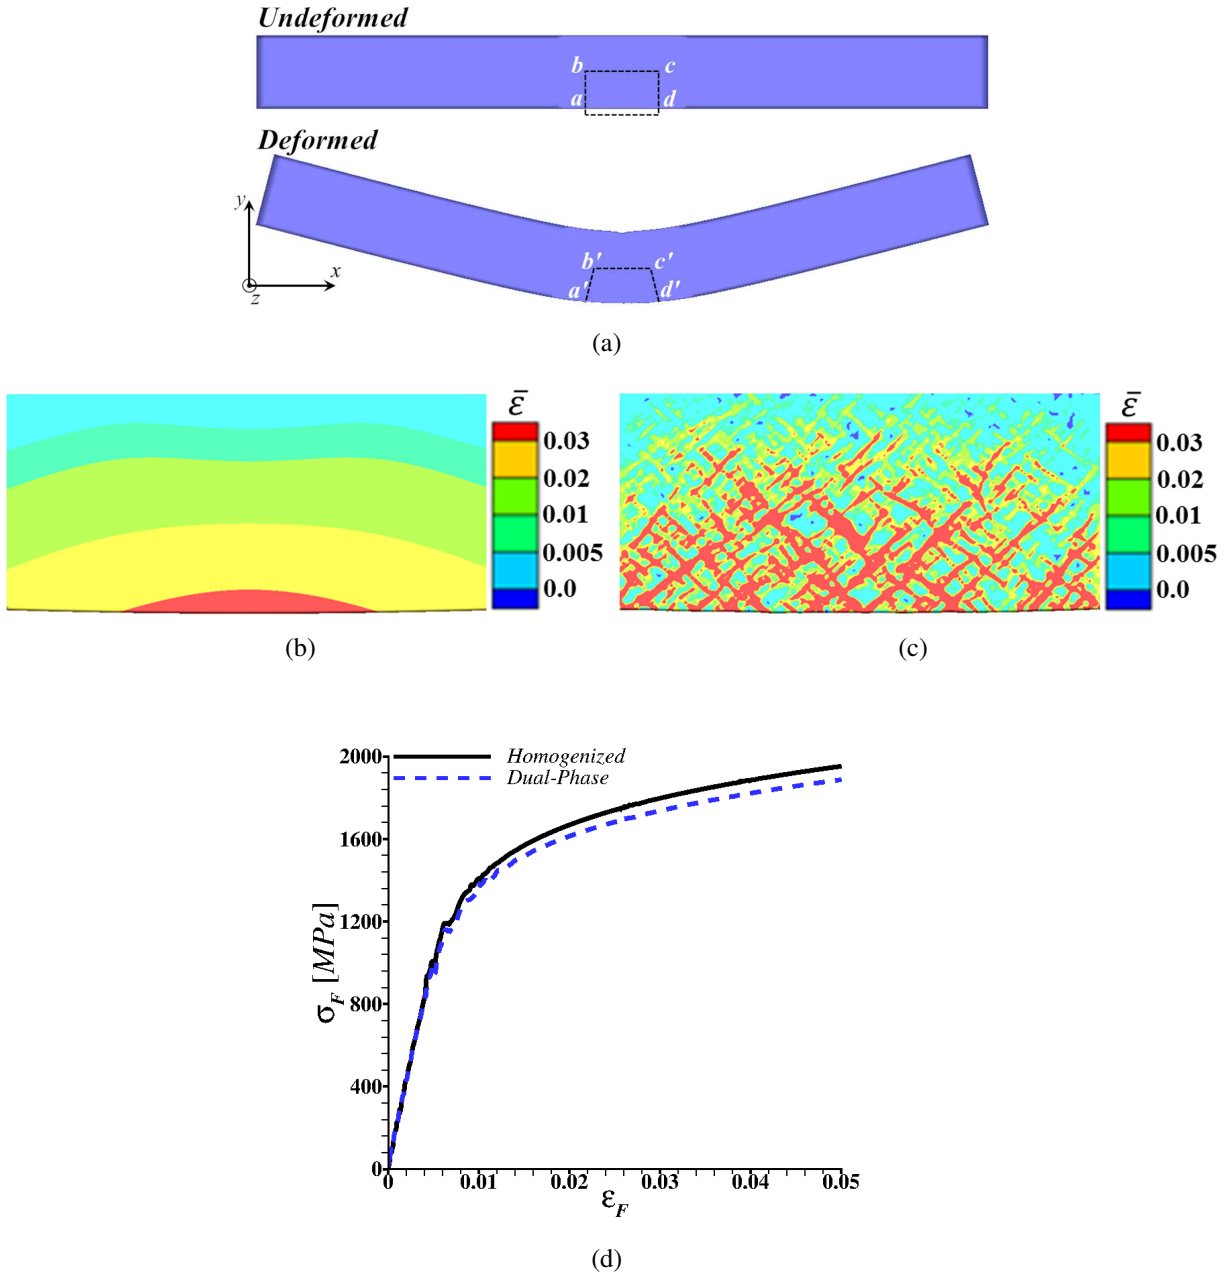 Undeformed
b c
a d
Deformed
y
b' c'
x
a' d'
z
(a)
ε̅ ε̅
0.03 0.03
0.02 0.02
0.01 0.01
0.005 0.005
0.0 0.0
(b) (c)
2000 Homogenized
Dual-Phase
1600
1200
σF [MPa]
800
400
0
0 0.01 0.02 0.03 0.04 0.05
εF
(d)